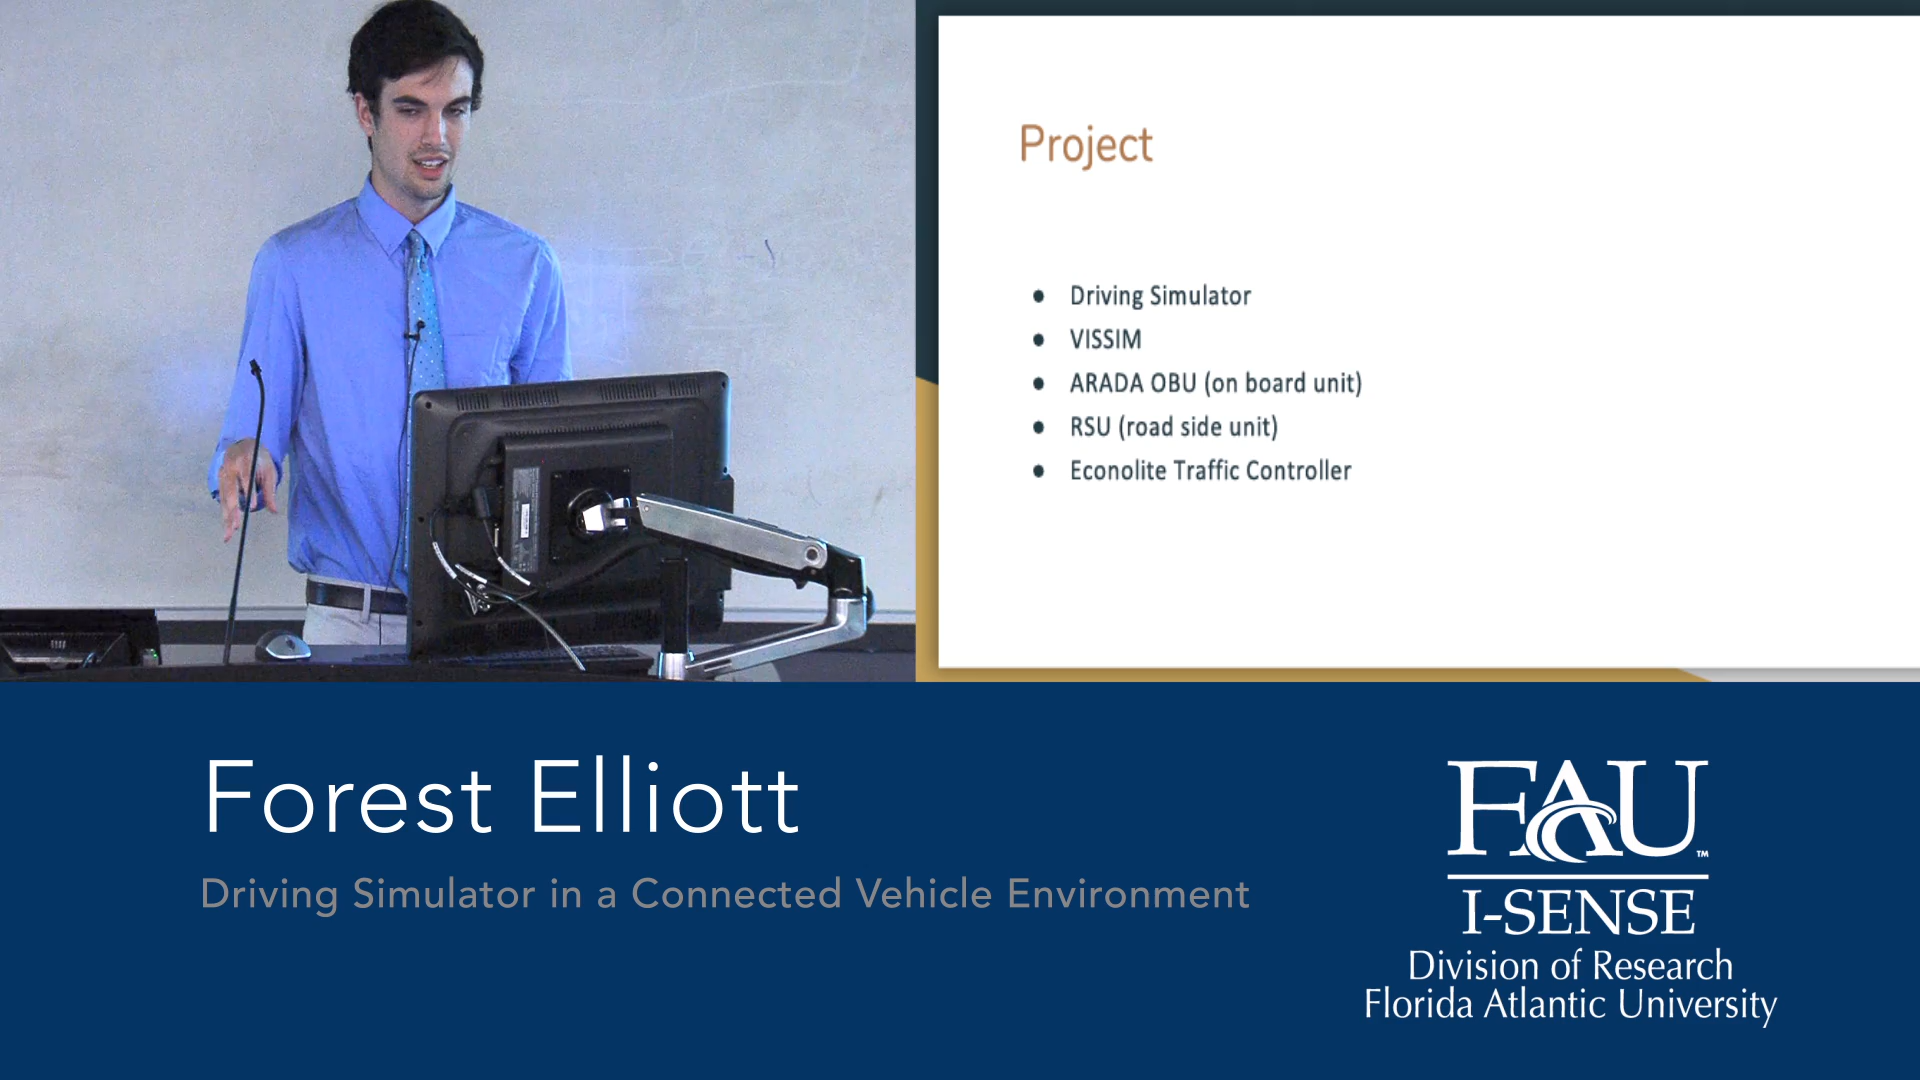 Project
● Driving Simulator
● VISSIM
● ARADA OBU (on board unit)
● RSU (road side unit)
● Econolite Traffic Controller
Forest Elliott
Driving Simulator in a Connected Vehicle Environment
FAU™
I-SENSE
Division of Research
Florida Atlantic University